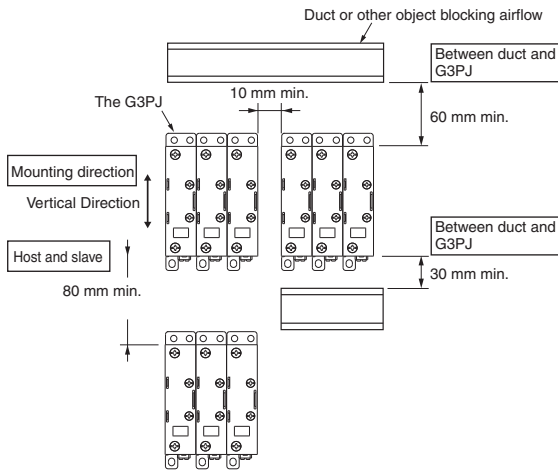 Duct or other object blocking airflow
Between duct and
G3PJ
10 mm min.
60 mm min.
The G3PJ
Mounting direction
Vertical Direction
Between duct and
G3PJ
Host and slave
30 mm min.
80 mm min.